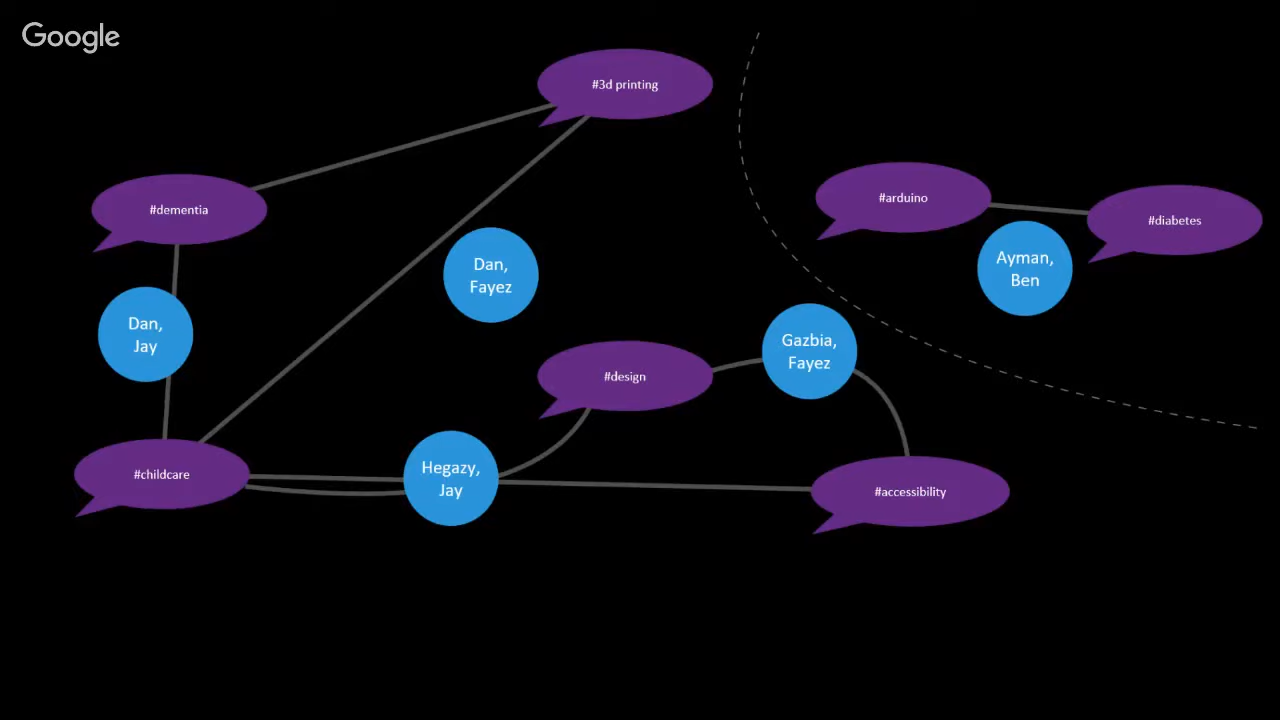 Google
#3d printing
#dementia
#arduino
#diabetes
Dan,
Fayez
Ayman,
Ben
Dan,
Jay
Gazbia,
Fayez
#design
#childcare
Hegazy,
Jay
#accessibility